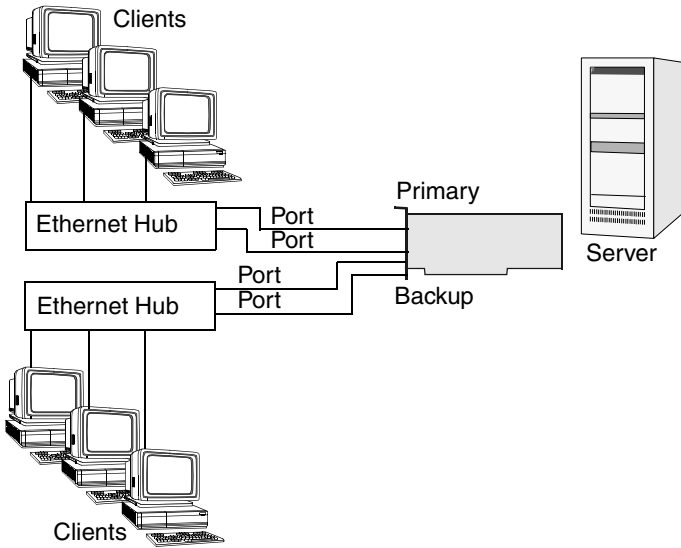 Clients
Primary
Ethernet Hub
Port
Port
Server
Port
Ethernet Hub
Port
Backup
Clients